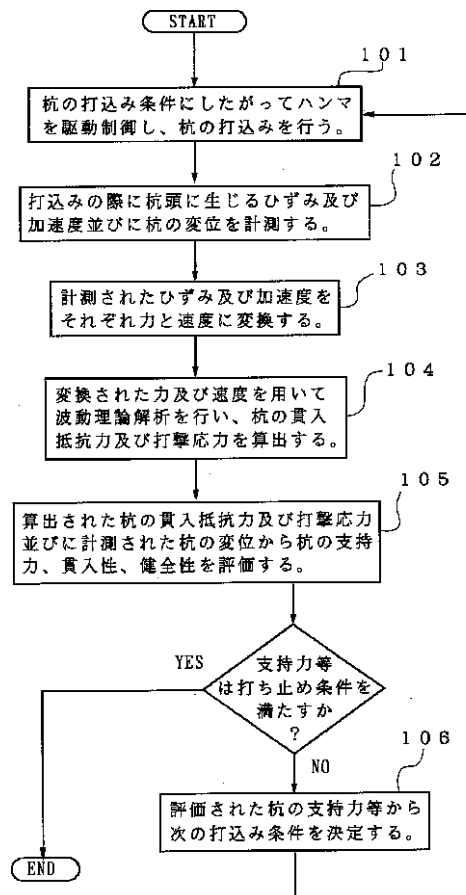 START
101
杭の打込み条件にしたがってハンマ
を駆動制御し、杭の打込みを行う。
102
打込みの際に杭頭に生じるひずみ及び
加速度並びに杭の変位を計測する。
103
計測されたひずみ及び加速度を
それぞれ力と速度に変換する。
104
変換された力及び速度を用いて
波動理論解析を行い、杭の貫入
抵抗力及び打撃応力を算出する。
105
算出された杭の貫入抵抗力及び打撃応力
並びに計測された杭の変位から杭の支持
力、貫入性、健全性を評価する。
YES
支持力等
は打ち止め条件を
満たすか
?
NO
106
評価された杭の支持力等から
次の打込み条件を決定する。
END